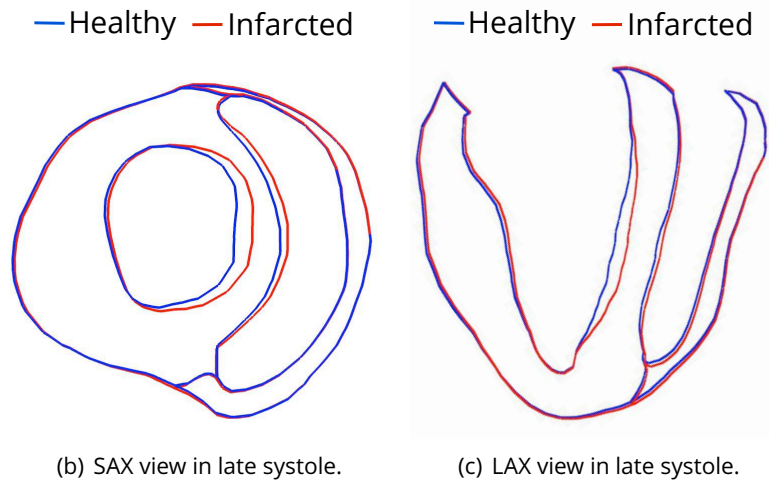 Healthy Infarcted
Healthy Infarcted
(b) SAX view in late systole.
(c) LAX view in late systole.